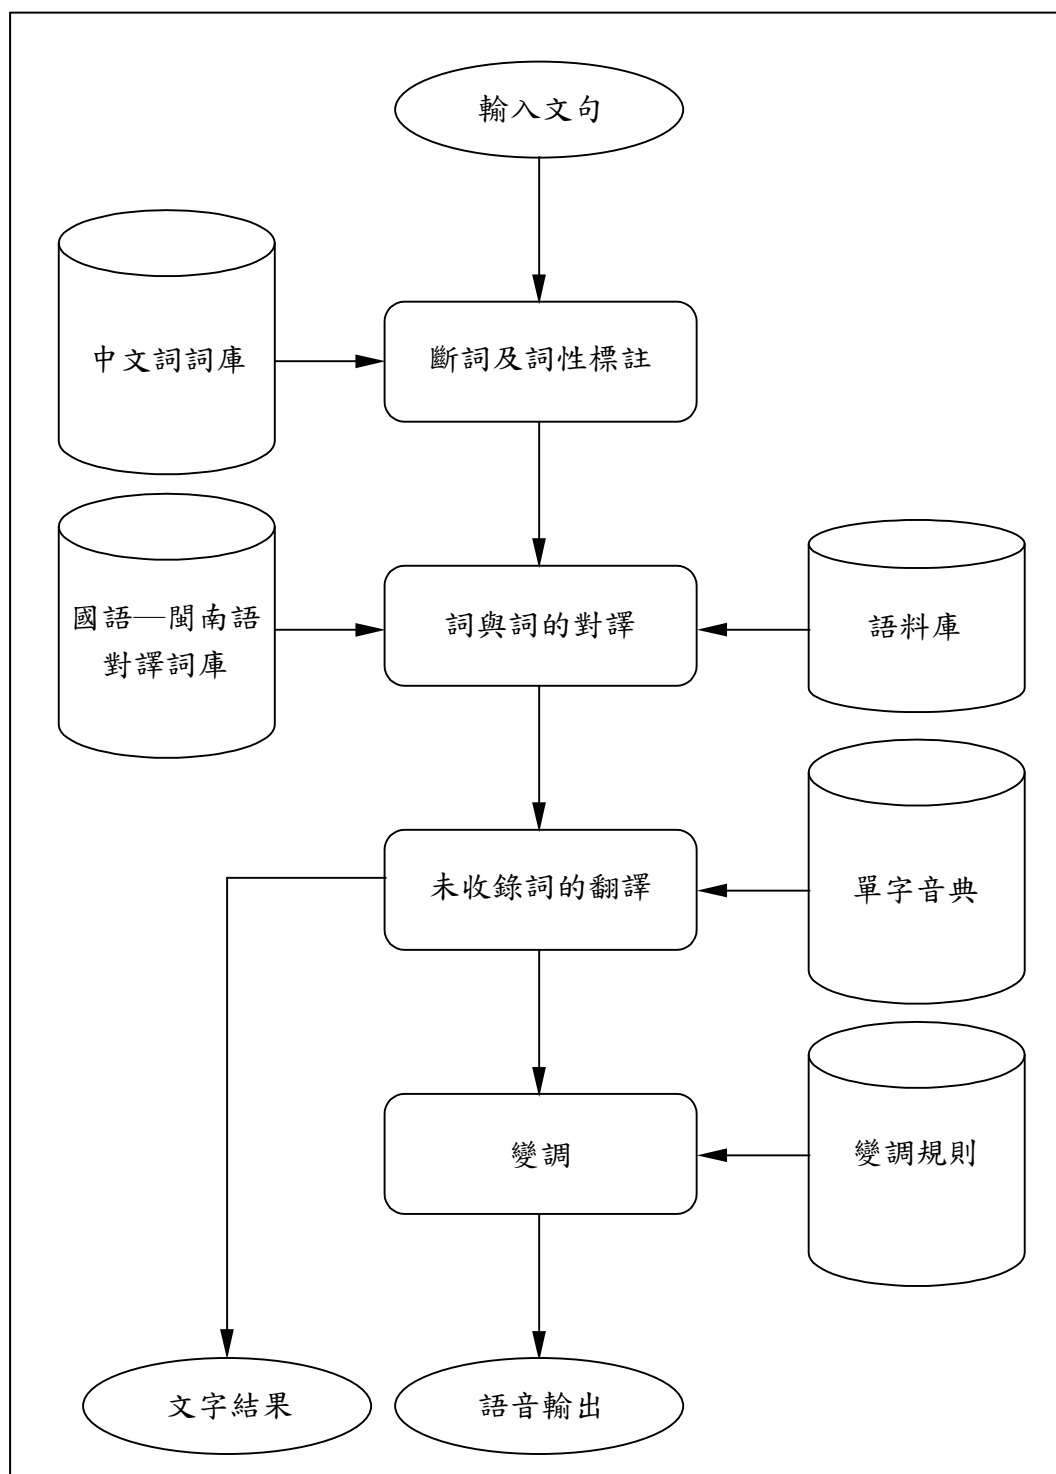 輸入文句
中文詞詞庫
斷詞及詞性標註
國語—閩南語
對譯詞庫
詞與詞的對譯
語料庫
未收錄詞的翻譯
單字音典
變調
變調規則
文字結果
語音輸出